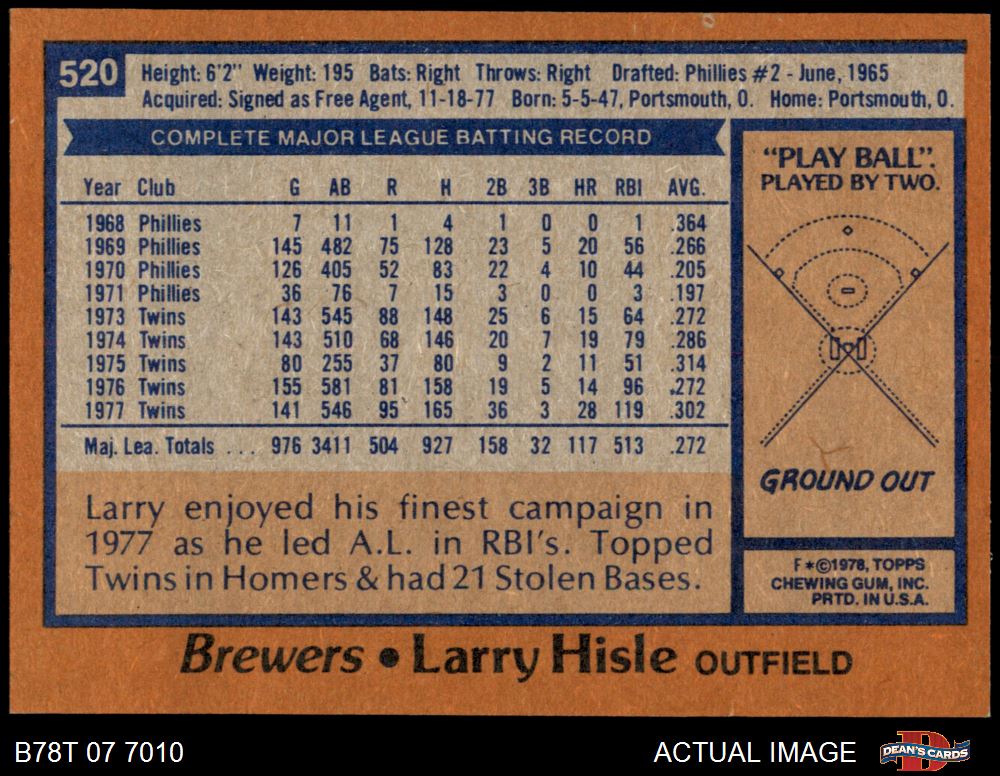 520
Height: 6'2" Weight: 195 Bats: Right Throws: Right Drafted: Phillies #2 - June, 1965
Acquired: Signed as Free Agent, 11-18-77 Born: 5-5-47, Portsmouth, O. Home: Portsmouth, O.
COMPLETE MAJOR LEAGUE BATTING RECORD
Year Club G AB R H 2B 3B HR RBI AVG.
1968 Phillies 7 11 1 4 1 0 0 1 .364
1969 Phillies 145 482 75 128 23 5 20 56 .266
1970 Phillies 126 405 52 83 22 4 10 44 .205
1971 Phillies 36 76 7 15 3 0 0 3 .197
1973 Twins 143 545 88 148 25 6 15 64 .272
1974 Twins 143 510 68 146 20 7 19 79 .286
1975 Twins 80 255 37 80 9 2 11 51 .314
1976 Twins 155 581 81 158 19 5 14 96 .272
1977 Twins 141 546 95 165 36 3 28 119 .302
Maj. Lea. Totals . . . 976 3411 504 927 158 32 117 513 .272
Larry enjoyed his finest campaign in
1977 as he led A.L. in RBI's. Topped
Twins in Homers & had 21 Stolen Bases.
"PLAY BALL".
PLAYED BY TWO.
GROUND OUT
F*©1978, TOPPS
CHEWING GUM, INC.
PRTD. IN U.S.A.
Brewers • Larry Hisle OUTFIELD
B78T 07 7010
ACTUAL IMAGE
D
DEAN'S CARDS